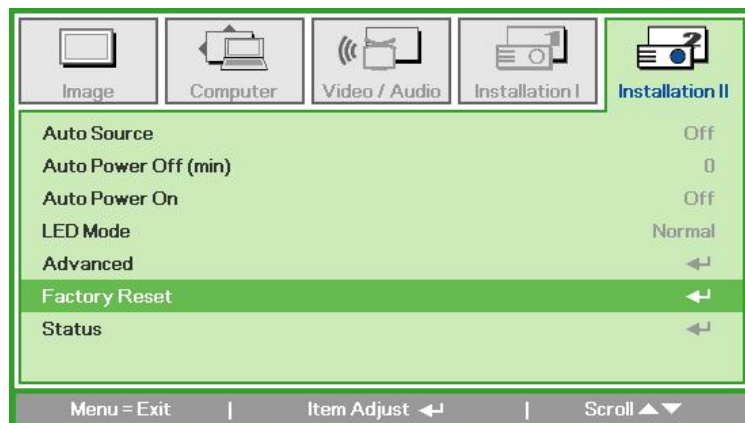 Image
Computer
Video / Audio
Installation I
Installation II
Auto Source Off
Auto Power Off (min) 0
Auto Power On Off
LED Mode Normal
Advanced
Factory Reset
Status
Menu = Exit | Item Adjust | Scroll